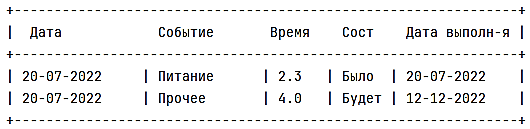 +---------------------------------------------------------------+
|  Дата            Событие       Время    Сост    Дата выполн-я |
+---------------------------------------------------------------+
| 20-07-2022     | Питание      | 2.3   | Было  | 20-07-2022    |
| 20-07-2022     | Прочее       | 4.0   | Будет | 12-12-2022    |
+---------------------------------------------------------------+